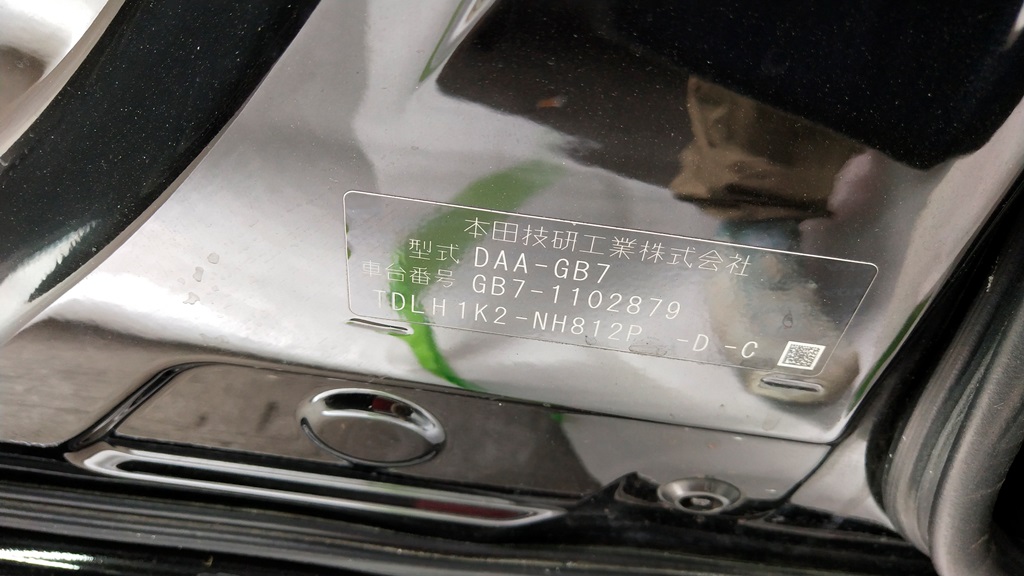 本田技研工業株式会社
型式 DAA-GB7
車台番号 GB7-1102879
TDLH1K2-NH812P -D -C